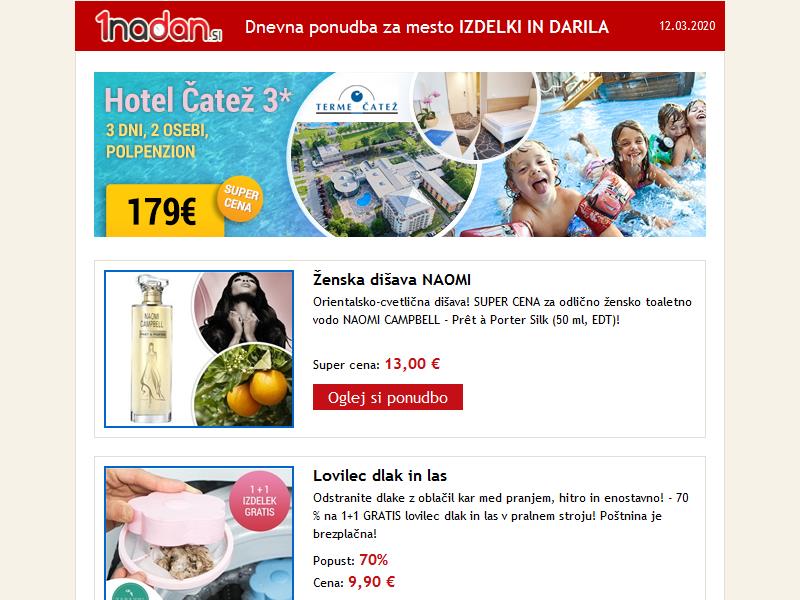 1nadan.si
Dnevna ponudba za mesto IZDELKI IN DARILA
12.03.2020
Hotel Čatež 3*
3 DNI, 2 OSEBI,
POLPENZION
179€
SUPER
CENA
TERME ČATEŽ
Ženska dišava NAOMI
Orientalsko-cvetlična dišava! SUPER CENA za odlično žensko toaletno
vodo NAOMI CAMPBELL - Prêt à Porter Silk (50 ml, EDT)!
NAOMI
CAMPBELL
Super cena: 13,00 €
Oglej si ponudbo
Lovilec dlak in las
Odstranite dlake z oblačil kar med pranjem, hitro in enostavno! - 70
% na 1+1 GRATIS lovilec dlak in las v pralnem stroju! Poštnina je
brezplačna!
1 + 1
IZDELEK
GRATIS
Popust: 70%
Cena: 9,90 €